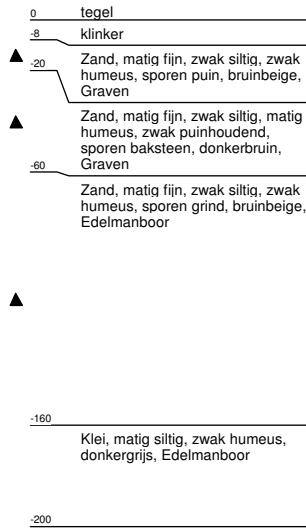 0 tegel
-8 klinker
Zand, matig fijn, zwak siltig, zwak
-20 humeus, sporen puin, bruinbeige,
Graven
Zand, matig fijn, zwak siltig, matig
humeus, zwak puinhoudend,
sporen baksteen, donkerbruin,
-60 Graven
Zand, matig fijn, zwak siltig, zwak
humeus, sporen grind, bruinbeige,
Edelmanboor
-160
Klei, matig siltig, zwak humeus,
donkergrijs, Edelmanboor
-200